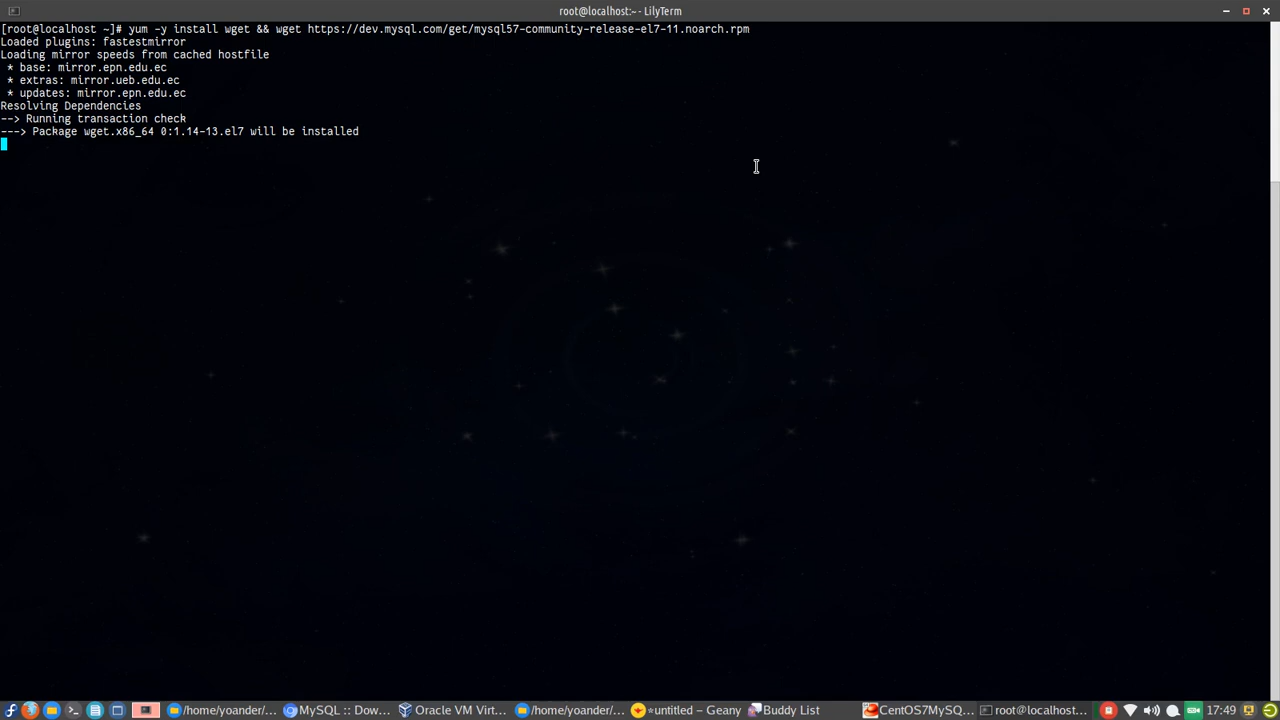 root@localhost:~- LilyTerm
[root@localhost ~]# yum -y install wget && wget https://dev.mysql.com/get/mysql57-community-release-el7-11.noarch.rpm
Loaded plugins: fastestmirror
Loading mirror speeds from cached hostfile
 * base: mirror.epn.edu.ec
 * extras: mirror.ueb.edu.ec
 * updates: mirror.epn.edu.ec
Resolving Dependencies
--> Running transaction check
---> Package wget.x86_64 0:1.14-13.el7 will be installed
/home/yoander/... MySQL :: Dow... Oracle VM Virt... /home/yoander/... *untitled – Geany Buddy List CentOS7MySQ... root@localhost... 17:49